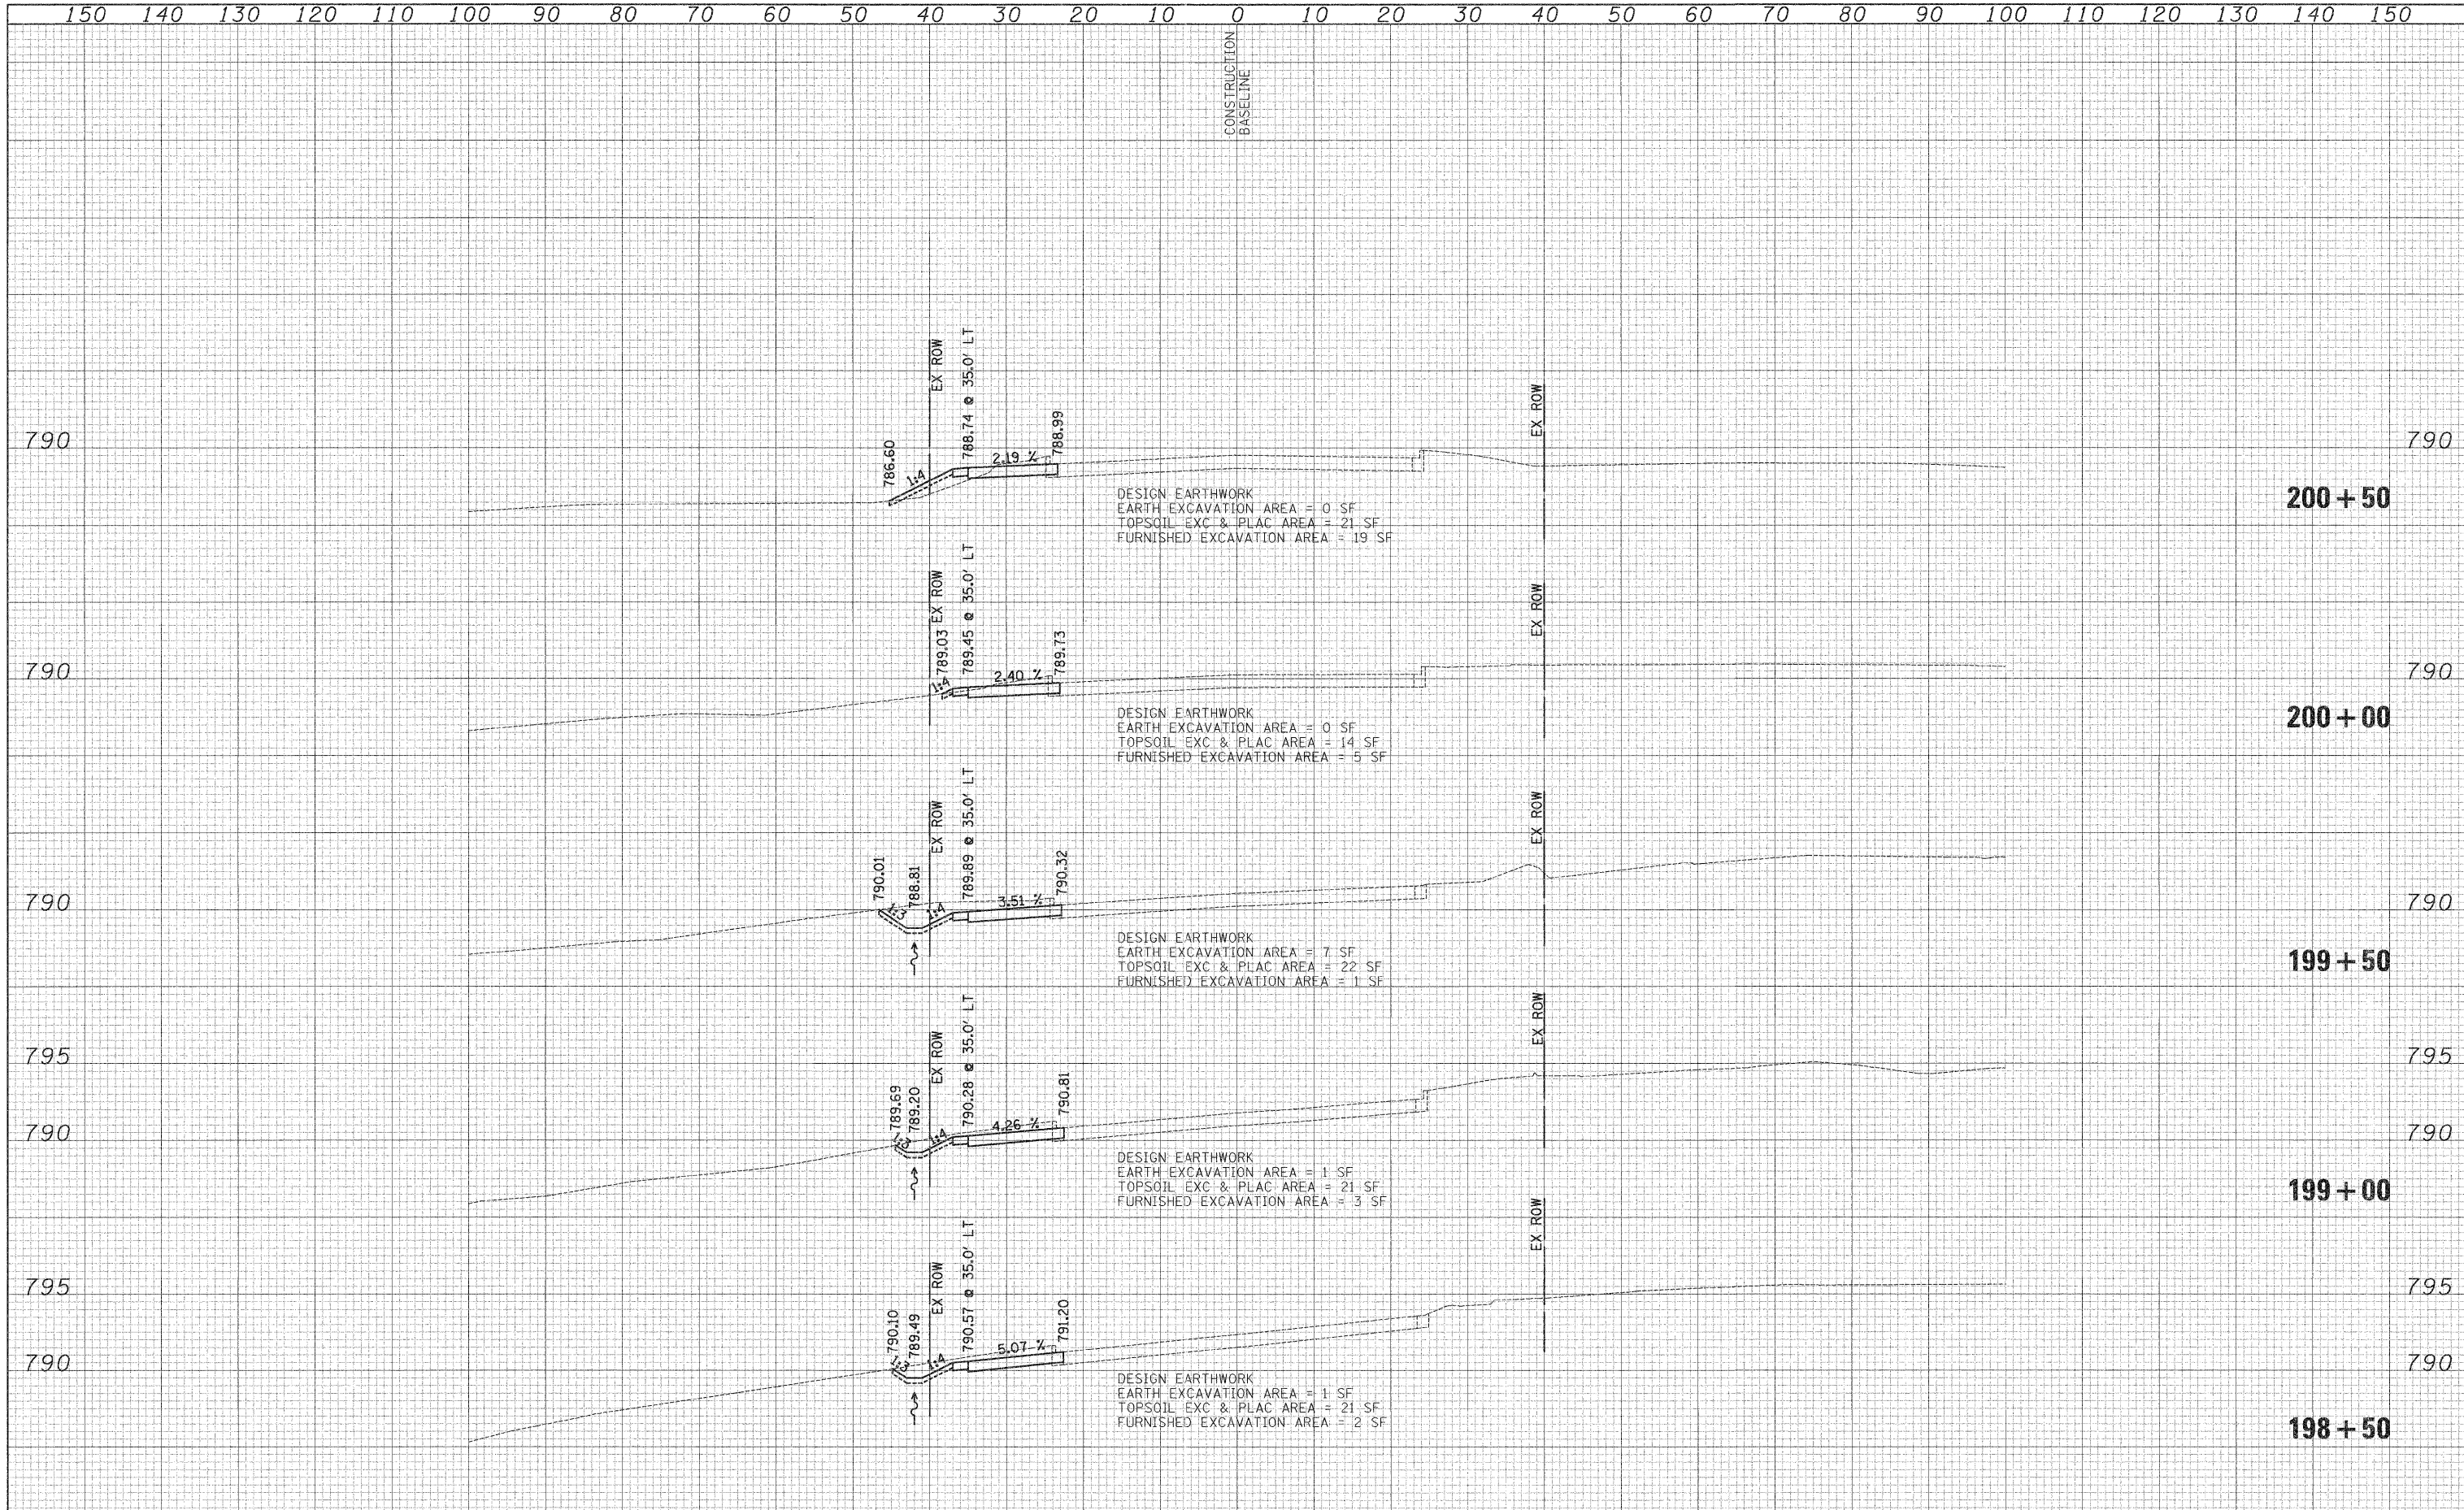 150 140 130 120 110 100 90 80 70 60 50 40 30 20 10 0 10 20 30 40 50 60 70 80 90 100 110 120 130 140 150
CONSTRUCTION
BASELINE
EX ROW
788.74 @ 35.0' LT
EX ROW
790
786.60
1:4
2.19 %
788.99
790
DESIGN EARTHWORK
EARTH EXCAVATION AREA = 0 SF
TOPSOIL EXC & PLAC AREA = 21 SF
FURNISHED EXCAVATION AREA = 19 SF
200+50
EX ROW
789.03
789.45 @ 35.0' LT
EX ROW
790
1:4
2.40 %
789.73
790
DESIGN EARTHWORK
EARTH EXCAVATION AREA = 0 SF
TOPSOIL EXC & PLAC AREA = 14 SF
FURNISHED EXCAVATION AREA = 5 SF
200+00
EX ROW
789.89 @ 35.0' LT
EX ROW
790
790.01
1:3
788.81
1:4
3.51 %
790.32
790
DESIGN EARTHWORK
EARTH EXCAVATION AREA = 7 SF
TOPSOIL EXC & PLAC AREA = 22 SF
FURNISHED EXCAVATION AREA = 1 SF
199+50
795
EX ROW
790.28 @ 35.0' LT
EX ROW
795
790
789.69
1:3
789.20
1:4
4.26 %
790.81
790
DESIGN EARTHWORK
EARTH EXCAVATION AREA = 1 SF
TOPSOIL EXC & PLAC AREA = 21 SF
FURNISHED EXCAVATION AREA = 3 SF
199+00
795
EX ROW
790.57 @ 35.0' LT
EX ROW
795
790
790.10
1:3
789.49
1:4
5.07 %
791.20
790
DESIGN EARTHWORK
EARTH EXCAVATION AREA = 1 SF
TOPSOIL EXC & PLAC AREA = 21 SF
FURNISHED EXCAVATION AREA = 2 SF
198+50